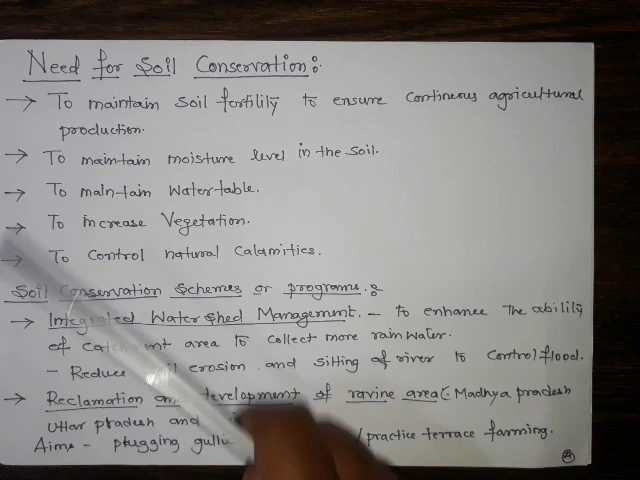 Need for Soil Conservation :-
→ To maintain soil fertility to ensure continous agricultural
production.
→ To maintain moisture level in the soil.
→ To maintain Water table.
→ To increase Vegetation.
→ To control natural Calamities.
Soil Conservation Schemes or programs :-
→ Integrated Water shed Management. – To enhance The ability
of catchment area to collect more rain water.
- Reduce soil erosion and silting of river to Control flood.
→ Reclamation and development of ravine area (:- Madhya pradesh
Uttar pradesh and
Aims - plugging / practice terrace farming.